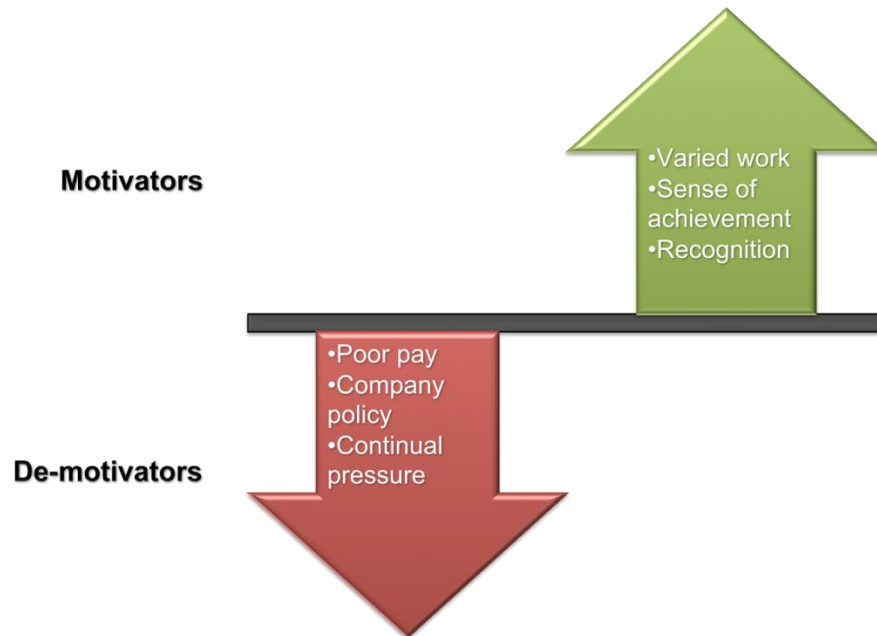 Motivators
•Varied work
•Sense of
achievement
•Recognition
•Poor pay
•Company
policy
•Continual
pressure
De-motivators